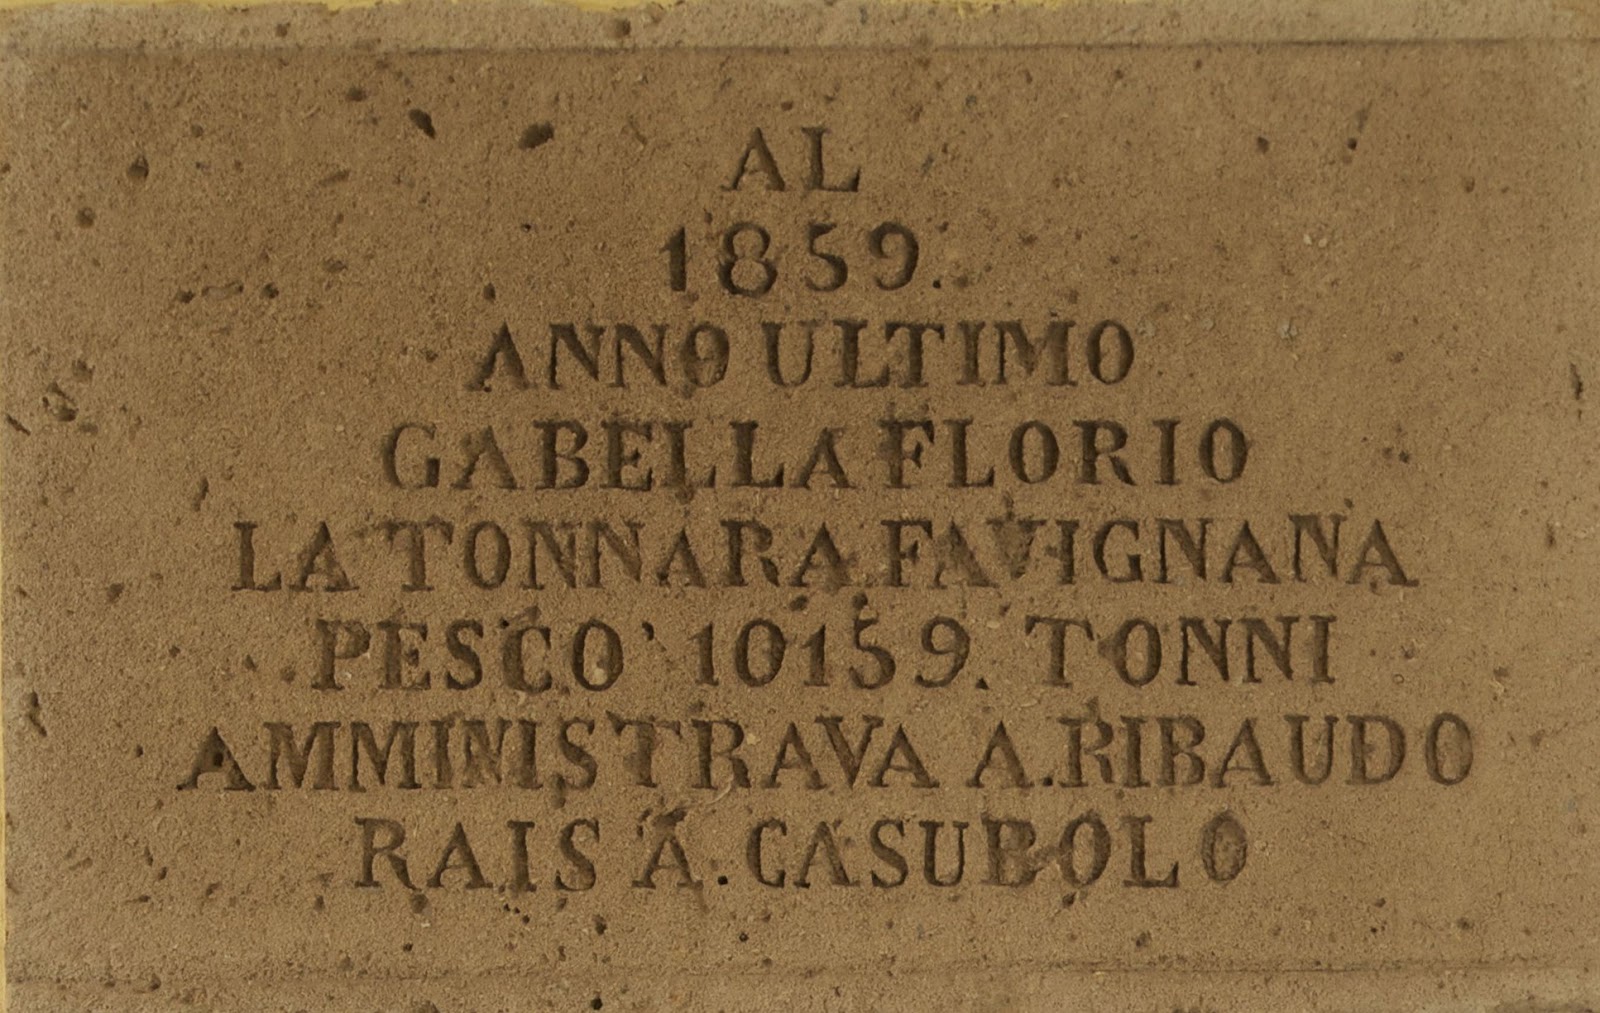 AL
1859.
ANNO ULTIMO
GABELLA FLORIO
LA TONNARA FAVIGNANA
PESCO' 10159. TONNI
AMMINISTRAVA A. RIBAUDO
RAIS A. CASUBOLO